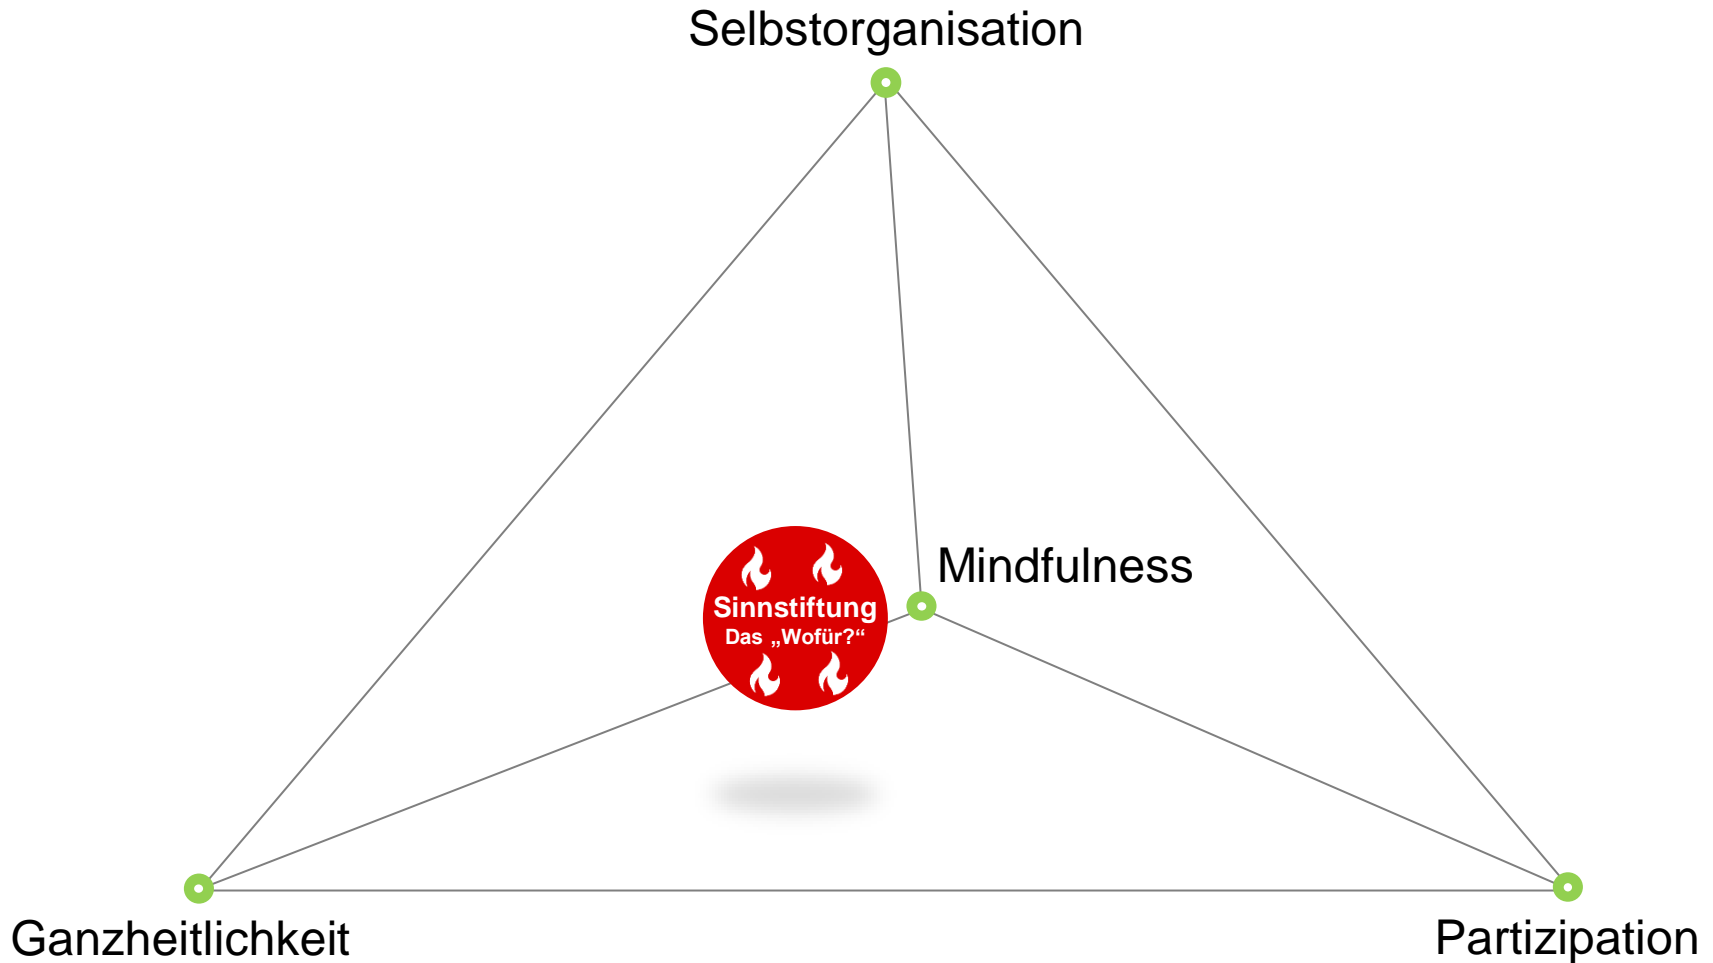 Selbstorganisation
Mindfulness
Sinnstiftung
Das „Wofür?“
Ganzheitlichkeit
Partizipation